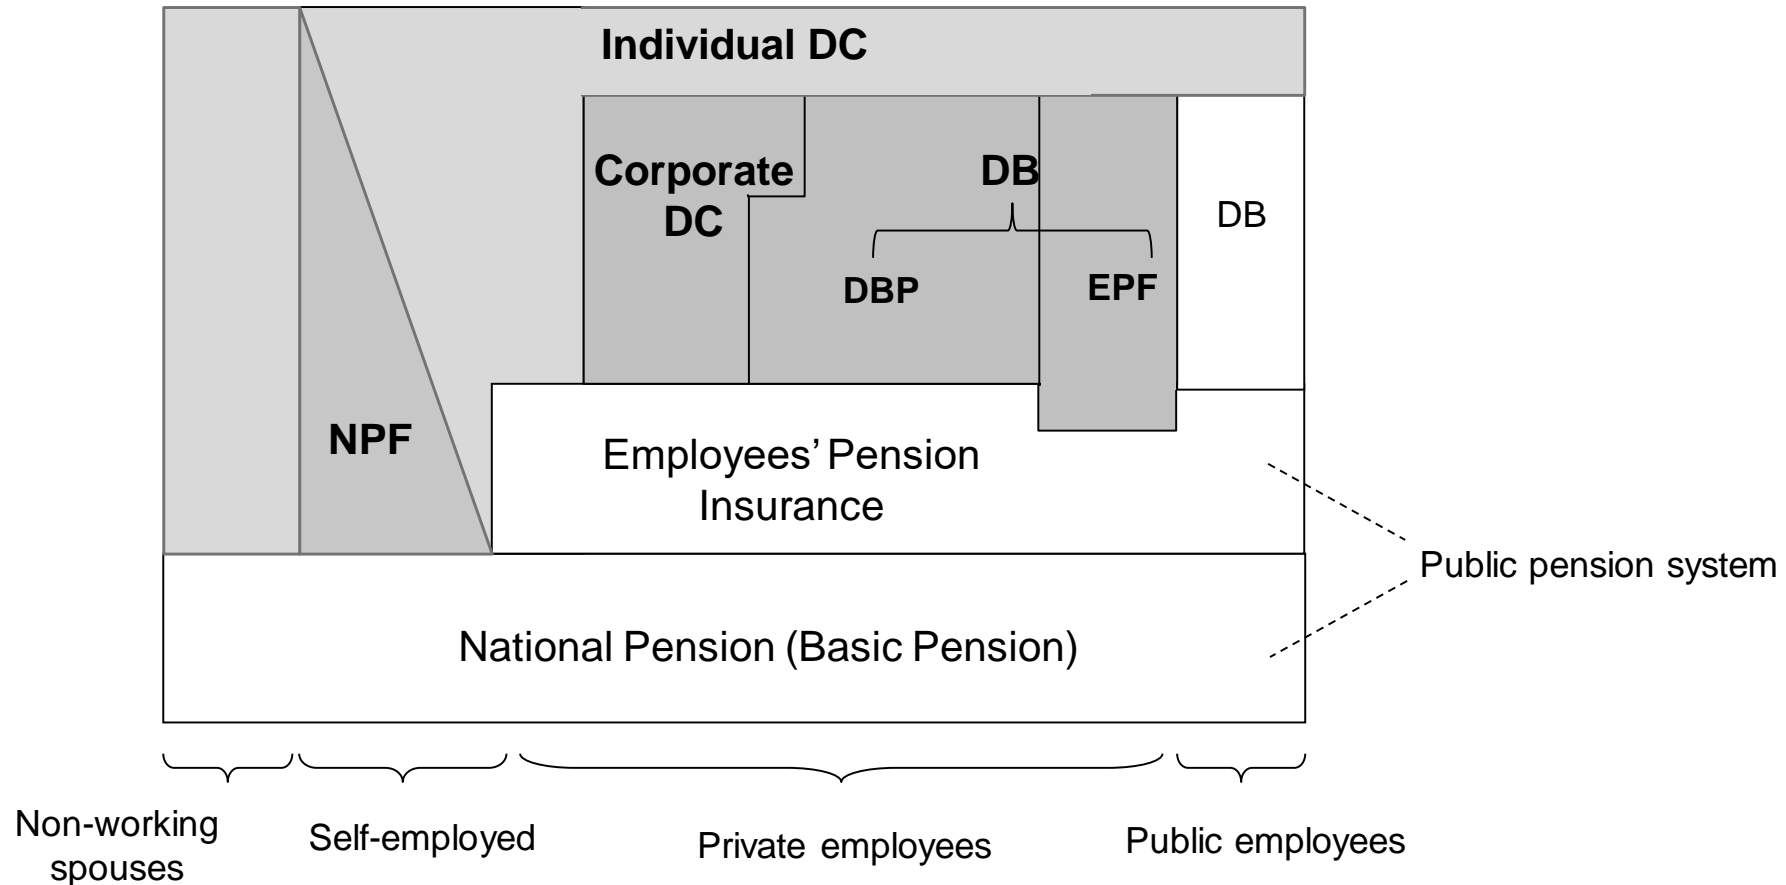 Individual DC
Corporate
DC
DB
DB
DBP
EPF
NPF
Employees’ Pension
Insurance
Public pension system
National Pension (Basic Pension)
Non-working
spouses
Self-employed
Private employees
Public employees